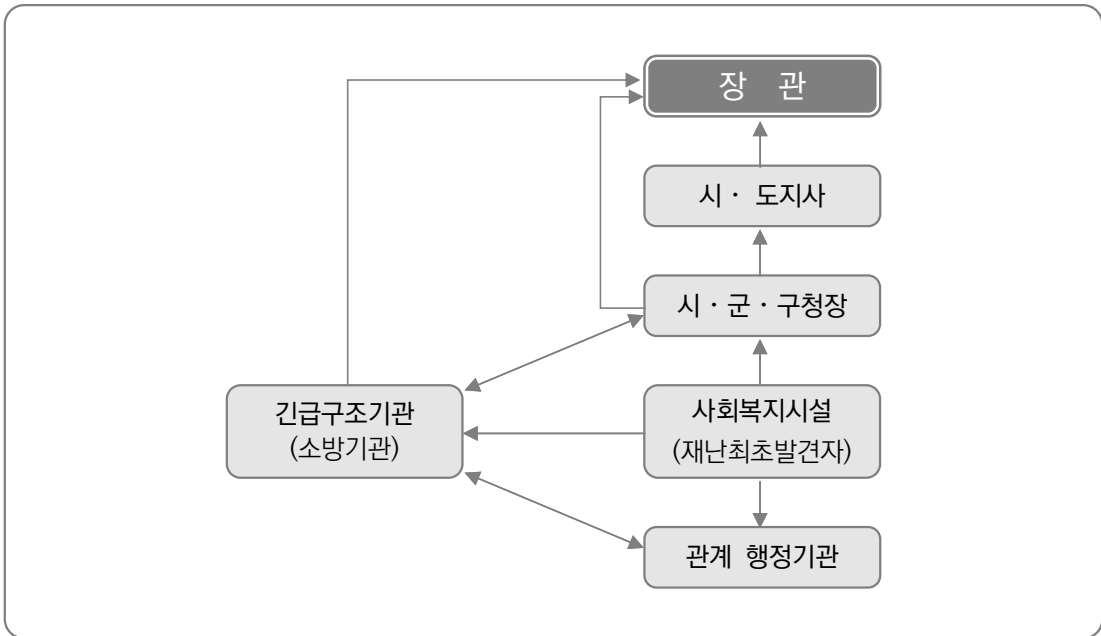 장 관
시 · 도지사
시 · 군 · 구청장
긴급구조기관
(소방기관)
사회복지시설
(재난최초발견자)
관계 행정기관